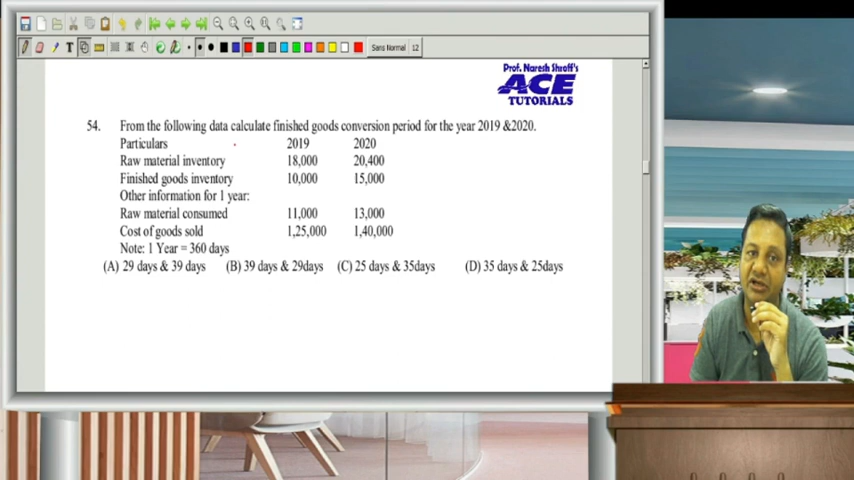 Sans Normal 12
Prof. Naresh Shroff's
ACE
TUTORIALS
54. From the following data calculate finished goods conversion period for the year 2019 &2020.
Particulars 2019 2020
Raw material inventory 18,000 20,400
Finished goods inventory 10,000 15,000
Other information for 1 year:
Raw material consumed 11,000 13,000
Cost of goods sold 1,25,000 1,40,000
Note: 1 Year = 360 days
(A) 29 days & 39 days (B) 39 days & 29days (C) 25 days & 35days (D) 35 days & 25days